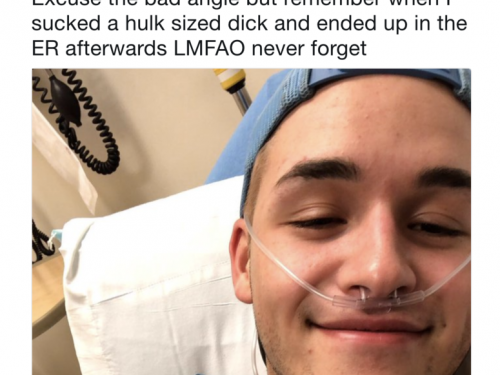 Excuse the bad angle but remember when I
sucked a hulk sized dick and ended up in the
ER afterwards LMFAO never forget